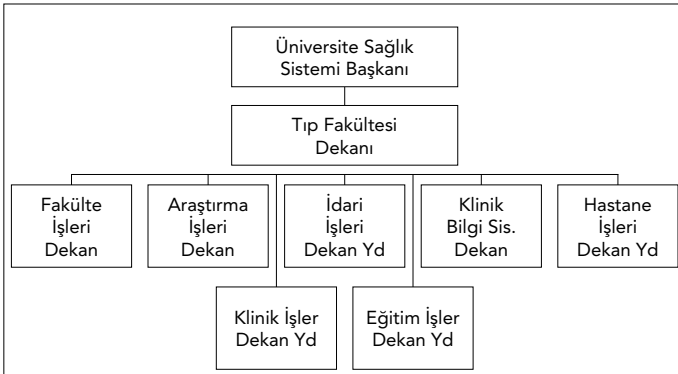 Üniversite Sağlık
Sistemi Başkanı
Tıp Fakültesi
Dekanı
Fakülte
İşleri
Dekan
Araştırma
İşleri
Dekan
İdari
İşleri
Dekan Yd
Klinik
Bilgi Sis.
Dekan
Hastane
İşleri
Dekan Yd
Klinik İşler
Dekan Yd
Eğitim İşler
Dekan Yd